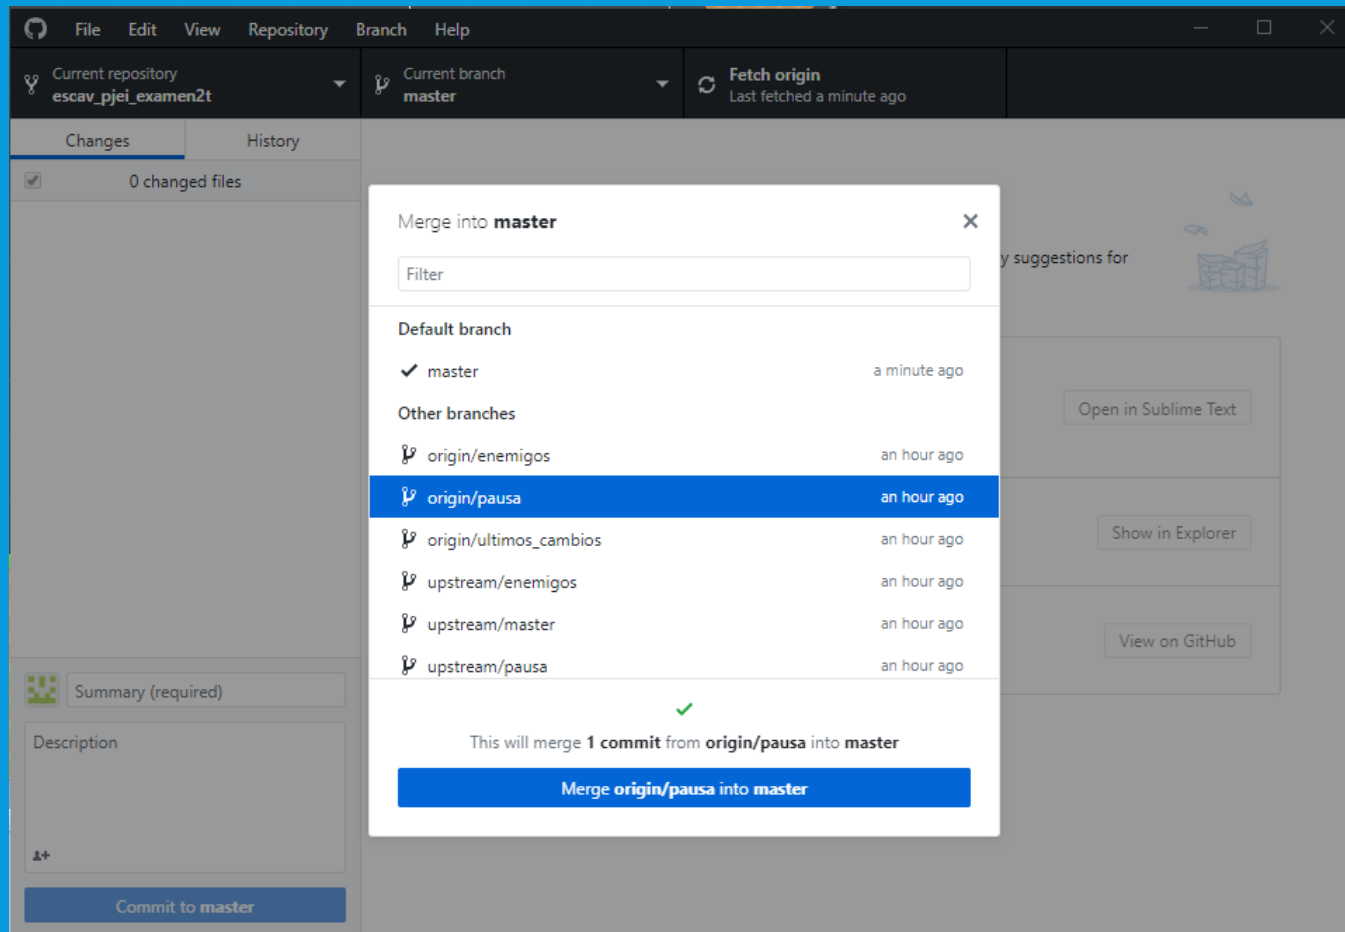 File Edit View Repository Branch Help
Current repository
escav_pjei_examen2t
Current branch
master
Fetch origin
Last fetched a minute ago
Changes History
0 changed files
y suggestions for
Open in Sublime Text
Show in Explorer
View on GitHub
Merge into master
Filter
Default branch
master a minute ago
Other branches
origin/enemigos an hour ago
origin/pausa an hour ago
origin/ultimos_cambios an hour ago
upstream/enemigos an hour ago
upstream/master an hour ago
upstream/pausa an hour ago
This will merge 1 commit from origin/pausa into master
Merge origin/pausa into master
Summary (required)
Description
Commit to master